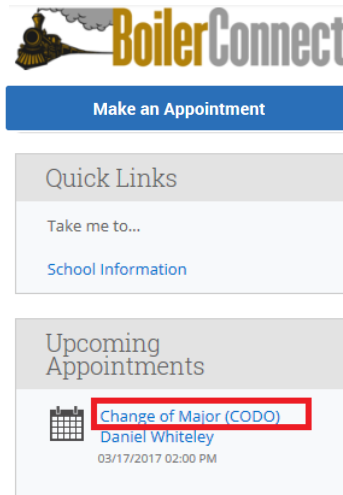 BoilerConnect
Make an Appointment
Quick Links
Take me to...
School Information
Upcoming
Appointments
Change of Major (CODO)
Daniel Whiteley
03/17/2017 02:00 PM